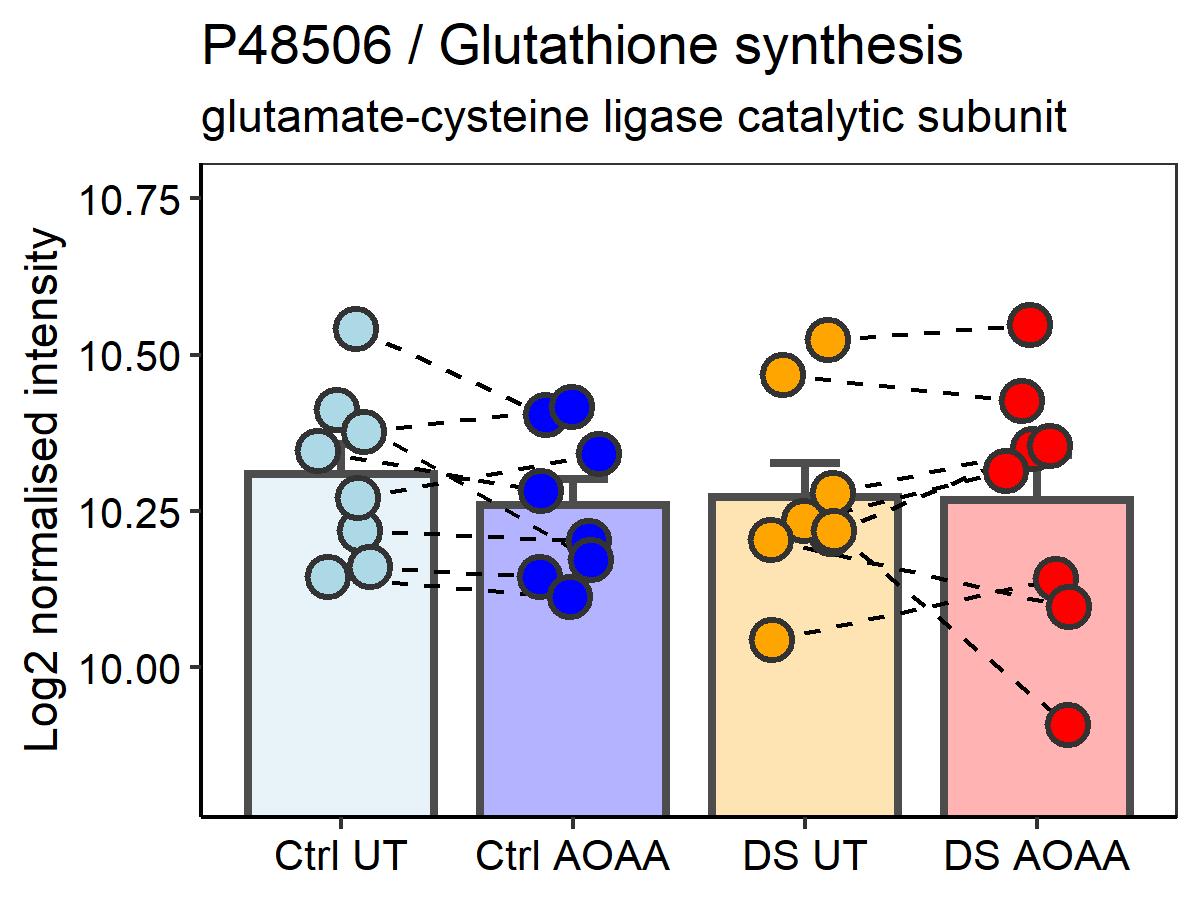 P48506 / Glutathione synthesis
glutamate-cysteine ligase catalytic subunit
Log2 normalised intensity
10.75
10.50
10.25
10.00
Ctrl UT
Ctrl AOAA
DS UT
DS AOAA